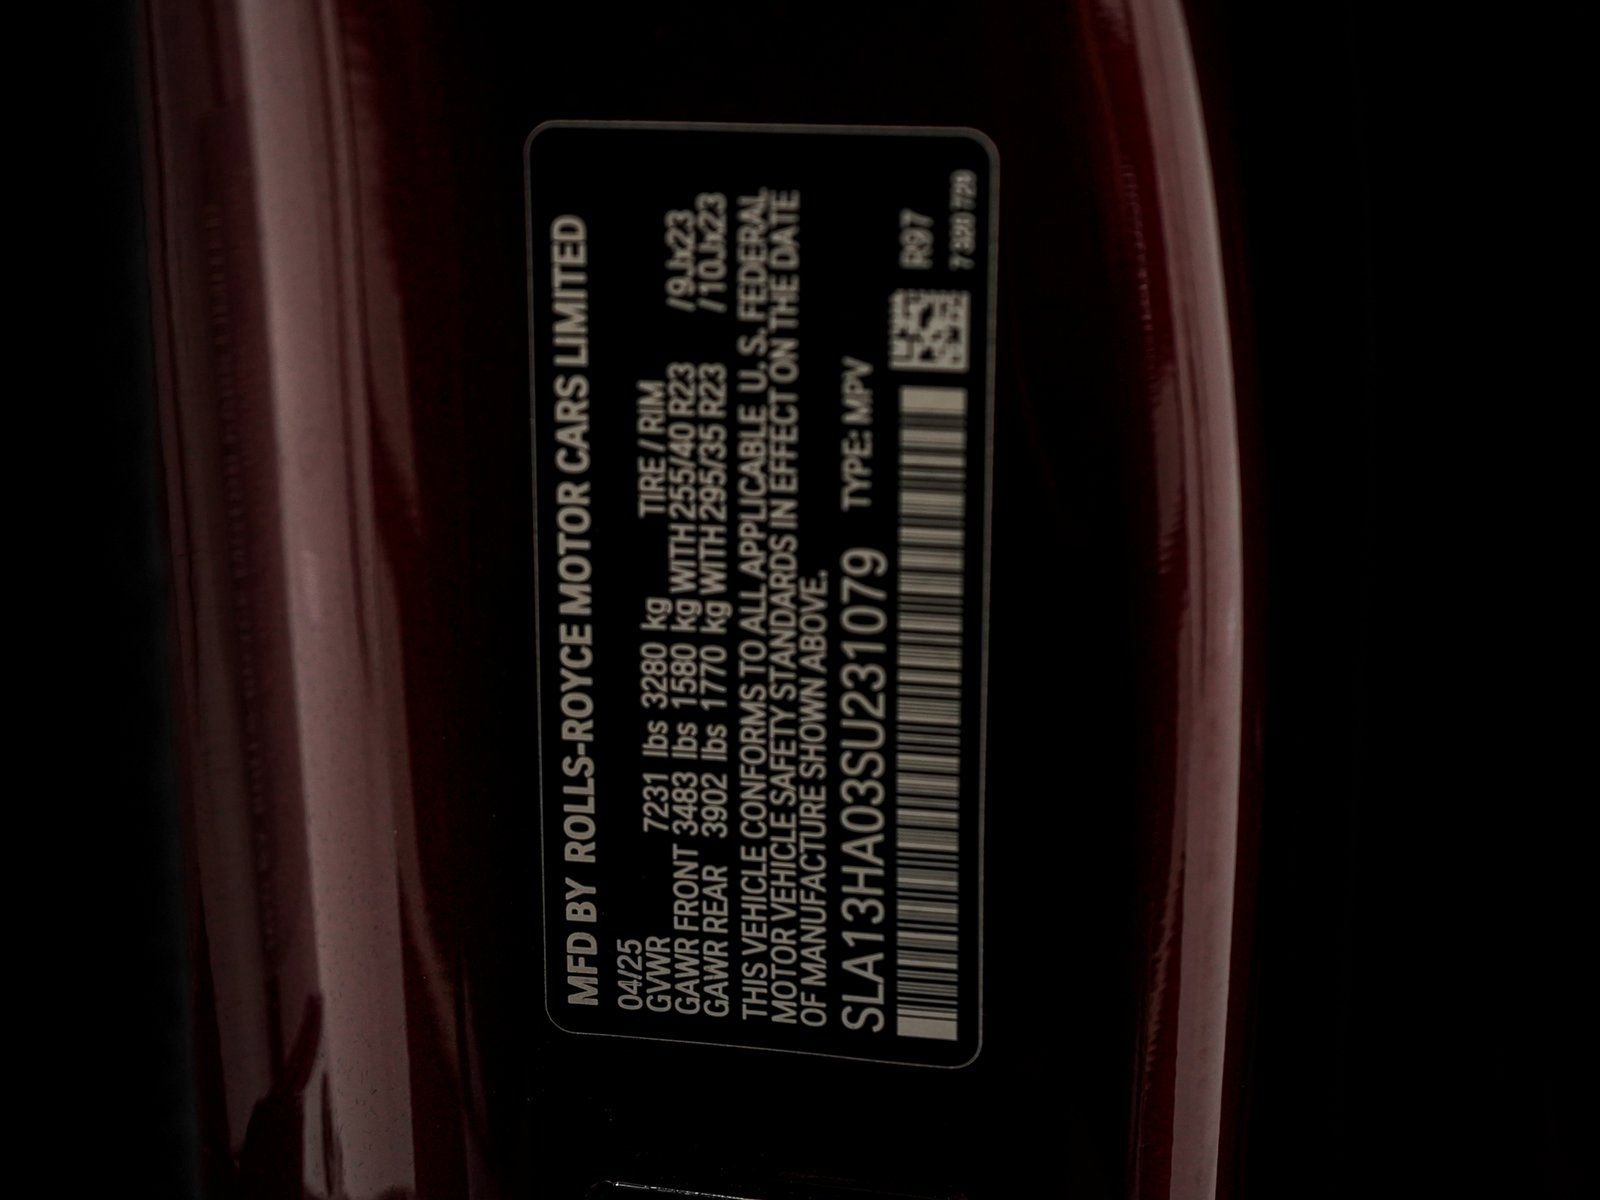 MFD BY ROLLS-ROYCE MOTOR CARS LIMITED
04/25
GVWR 7231 lbs 3280 kg TIRE / RIM
GAWR FRONT 3483 lbs 1580 kg WITH 255/40 R23 /9Jx23
GAWR REAR 3902 lbs 1770 kg WITH 295/35 R23 /10Jx23
THIS VEHICLE CONFORMS TO ALL APPLICABLE U.S. FEDERAL
MOTOR VEHICLE SAFETY STANDARDS IN EFFECT ON THE DATE
OF MANUFACTURE SHOWN ABOVE.
SLA13HA03SU231079 TYPE: MPV
R97